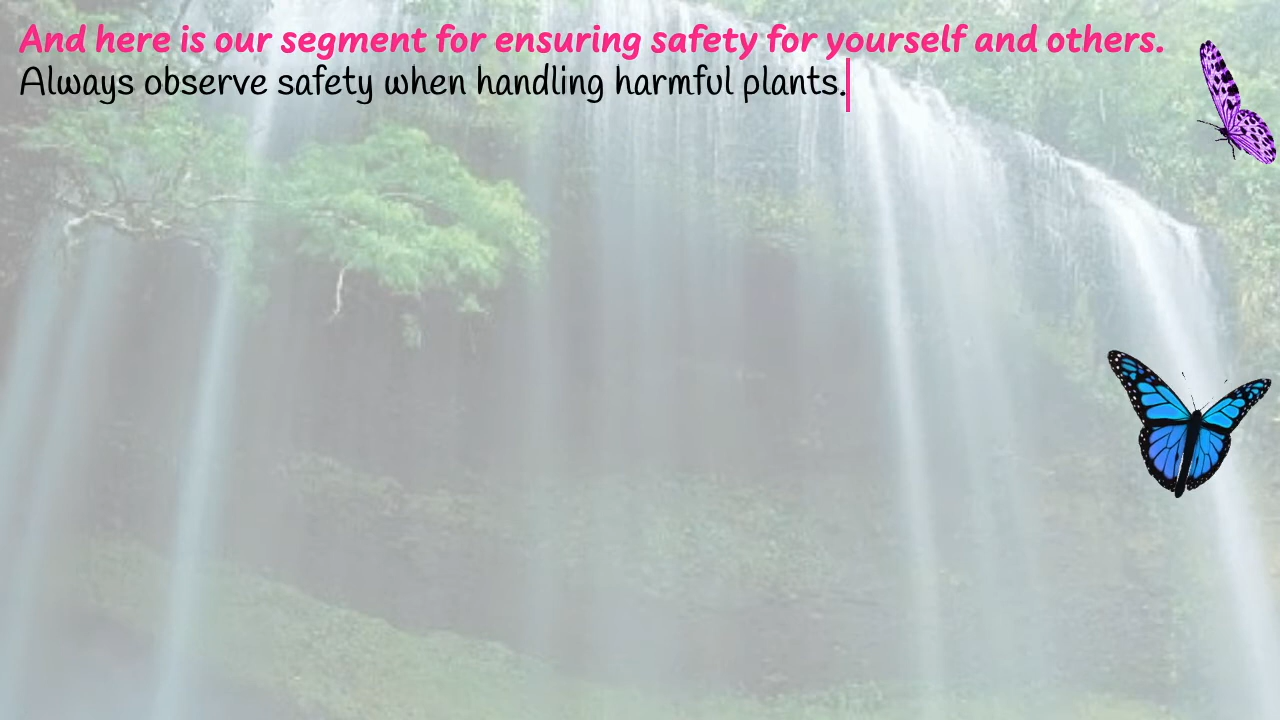 And here is our segment for ensuring safety for yourself and others.
Always observe safety when handling harmful plants.